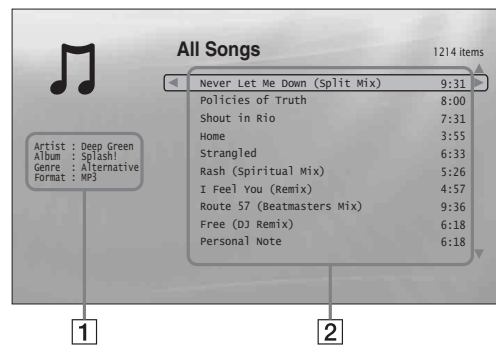 All Songs
1214 items
Never Let Me Down (Split Mix) 9:31
Policies of Truth 8:00
Shout in Rio 7:31
Home 3:55
Strangled 6:33
Rash (Spiritual Mix) 5:26
I Feel You (Remix) 4:57
Route 57 (Beatmasters Mix) 9:36
Free (DJ Remix) 6:18
Personal Note 6:18
Artist : Deep Green
Album : Splash!
Genre : Alternative
Format : MP3
1
2